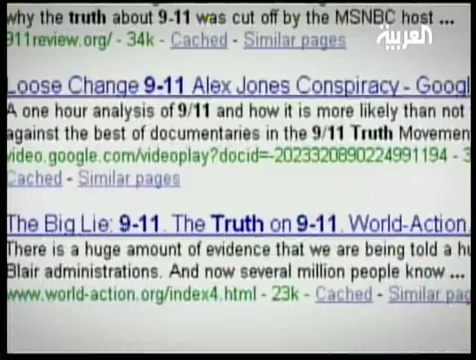 why the truth about 9-11 was cut off by the MSNBC host ...
العربية
911review.org/ - 34k - Cached - Similar pages
Loose Change 9-11 Alex Jones Conspiracy - Googl
A one hour analysis of 9/11 and how it is more likely than not
against the best of documentaries in the 9/11 Truth Movemen
video.google.com/videoplay?docid=-2023320890224991194 - 3
Cached - Similar pages
The Big Lie: 9-11. The Truth on 9-11. World-Action.
There is a huge amount of evidence that we are being told a hu
Blair administrations. And now several million people know ...
www.world-action.org/index4.html - 23k - Cached - Similar pag